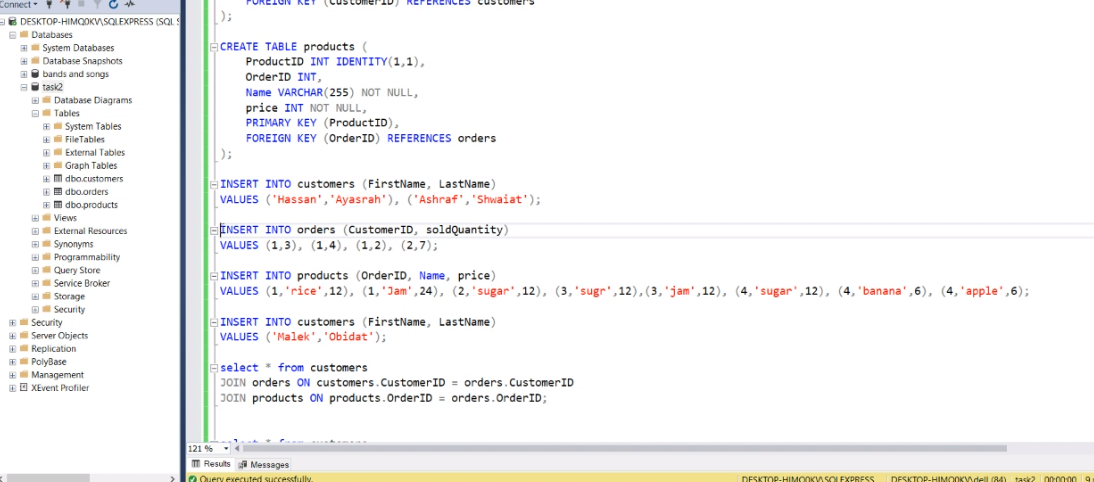 Connect
DESKTOP-HIMQ0KV\SQLEXPRESS (SQL S
Databases
System Databases
Database Snapshots
bands and songs
task2
Database Diagrams
Tables
System Tables
FileTables
External Tables
Graph Tables
dbo.customers
dbo.orders
dbo.products
Views
External Resources
Synonyms
Programmability
Query Store
Service Broker
Storage
Security
Security
Server Objects
Replication
PolyBase
Management
XEvent Profiler
FOREIGN KEY (CustomerID) REFERENCES customers
);
CREATE TABLE products (
ProductID INT IDENTITY(1,1),
OrderID INT,
Name VARCHAR(255) NOT NULL,
price INT NOT NULL,
PRIMARY KEY (ProductID),
FOREIGN KEY (OrderID) REFERENCES orders
);
INSERT INTO customers (FirstName, LastName)
VALUES ('Hassan','Ayasrah'), ('Ashraf','Shwaiat');
INSERT INTO orders (CustomerID, soldQuantity)
VALUES (1,3), (1,4), (1,2), (2,7);
INSERT INTO products (OrderID, Name, price)
VALUES (1,'rice',12), (1,'Jam',24), (2,'sugar',12), (3,'sugr',12),(3,'jam',12), (4,'sugar',12), (4,'banana',6), (4,'apple',6);
INSERT INTO customers (FirstName, LastName)
VALUES ('Malek','Obidat');
select * from customers
JOIN orders ON customers.CustomerID = orders.CustomerID
JOIN products ON products.OrderID = orders.OrderID;
select * from customers
121 %
Results Messages
Query executed successfully.
DESKTOP-HIMQ0KV\SQLEXPRESS DESKTOP-HIMQ0KV\dell (84) task2 00:00:00 9